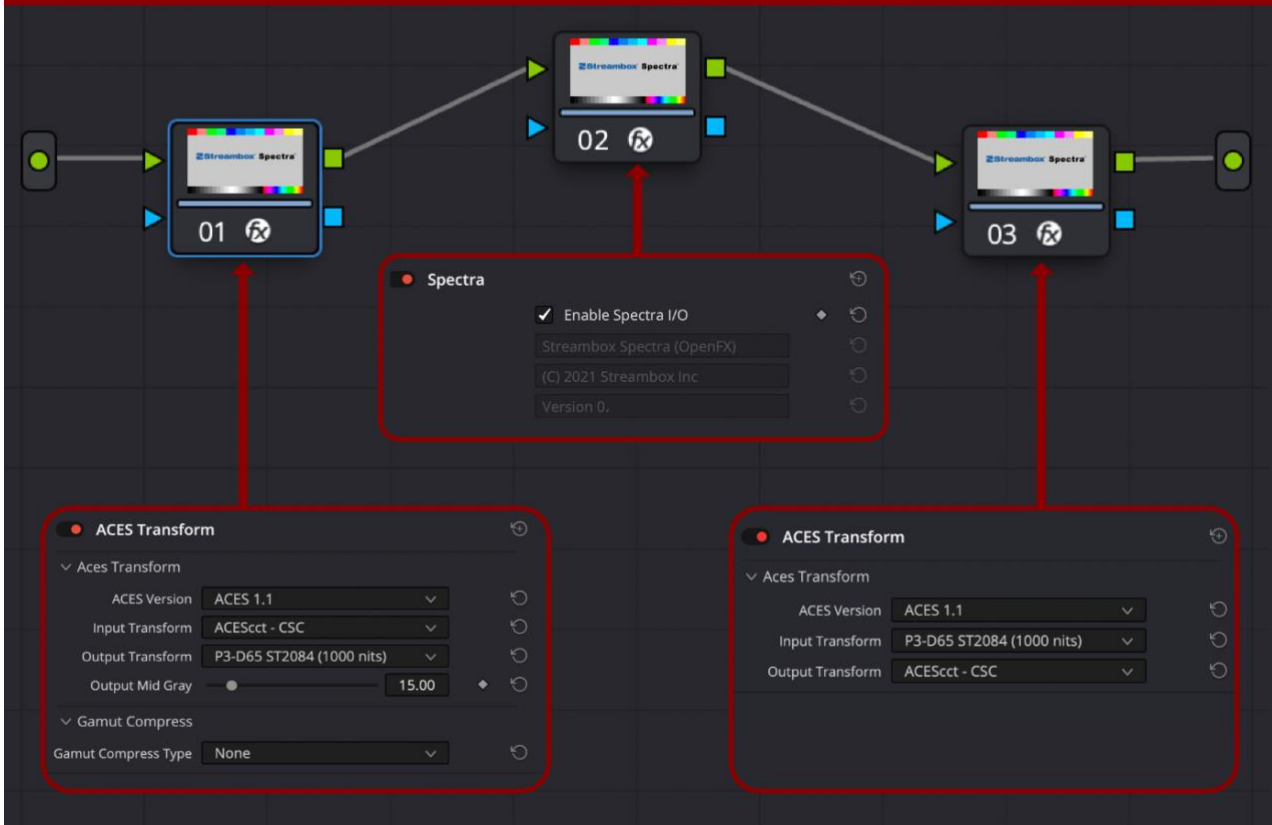 Streambox Spectra
02
Streambox Spectra
01
Streambox Spectra
03
Spectra
Enable Spectra I/O
Streambox Spectra (OpenFX)
(C) 2021 Streambox Inc
Version 0.
ACES Transform
Aces Transform
ACES Version ACES 1.1
Input Transform ACEScct - CSC
Output Transform P3-D65 ST2084 (1000 nits)
Output Mid Gray 15.00
Gamut Compress
Gamut Compress Type None
ACES Transform
Aces Transform
ACES Version ACES 1.1
Input Transform P3-D65 ST2084 (1000 nits)
Output Transform ACEScct - CSC